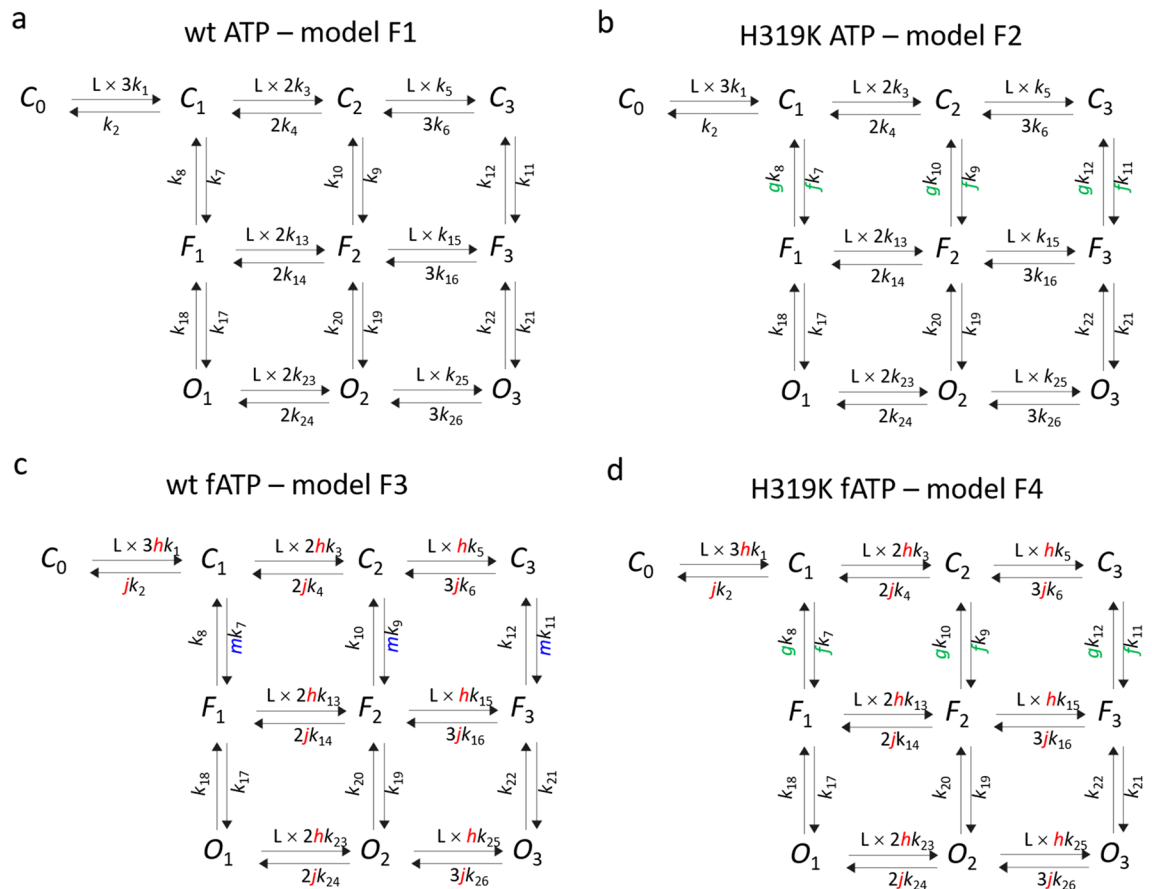 a
wt ATP – model F1
C0 L × 3k1 C1 L × 2k3 C2 L × k5 C3
k2 2k4 3k6
k8 k7 k10 k9 k12 k11
F1 L × 2k13 F2 L × k15 F3
2k14 3k16
k18 k17 k20 k19 k22 k21
O1 L × 2k23 O2 L × k25 O3
2k24 3k26
b
H319K ATP – model F2
C0 L × 3k1 C1 L × 2k3 C2 L × k5 C3
k2 2k4 3k6
gk8 fk7 gk10 fk9 gk12 fk11
F1 L × 2k13 F2 L × k15 F3
2k14 3k16
k18 k17 k20 k19 k22 k21
O1 L × 2k23 O2 L × k25 O3
2k24 3k26
c
wt fATP – model F3
C0 L × 3hk1 C1 L × 2hk3 C2 L × hk5 C3
jk2 2jk4 3jk6
k8 mk7 k10 mk9 k12 mk11
F1 L × 2hk13 F2 L × hk15 F3
2jk14 3jk16
k18 k17 k20 k19 k22 k21
O1 L × 2hk23 O2 L × hk25 O3
2jk24 3jk26
d
H319K fATP – model F4
C0 L × 3hk1 C1 L × 2hk3 C2 L × hk5 C3
jk2 2jk4 3jk6
gk8 fk7 gk10 fk9 gk12 fk11
F1 L × 2hk13 F2 L × hk15 F3
2jk14 3jk16
k18 k17 k20 k19 k22 k21
O1 L × 2hk23 O2 L × hk25 O3
2jk24 3jk26